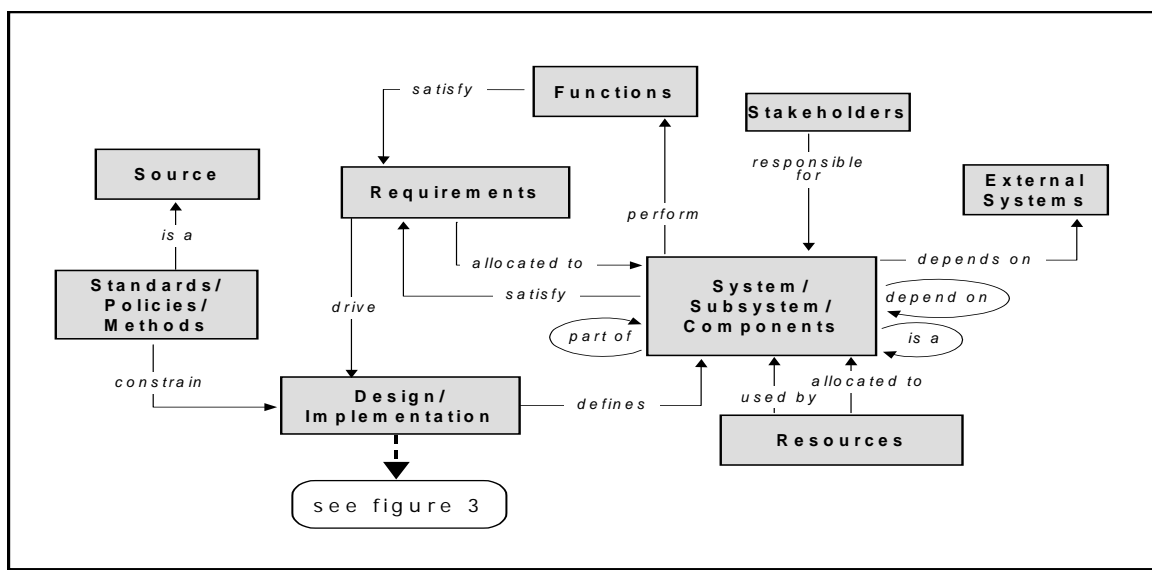 satisfy
Functions
Stakeholders
responsible
for
Source
Requirements
External
Systems
is a
perform
allocated to
depends on
Standards/
Policies/
Methods
satisfy
System/
Subsystem/
Components
depend on
drive
part of
is a
constrain
Design/
Implementation
defines
allocated to
used by
Resources
see figure 3